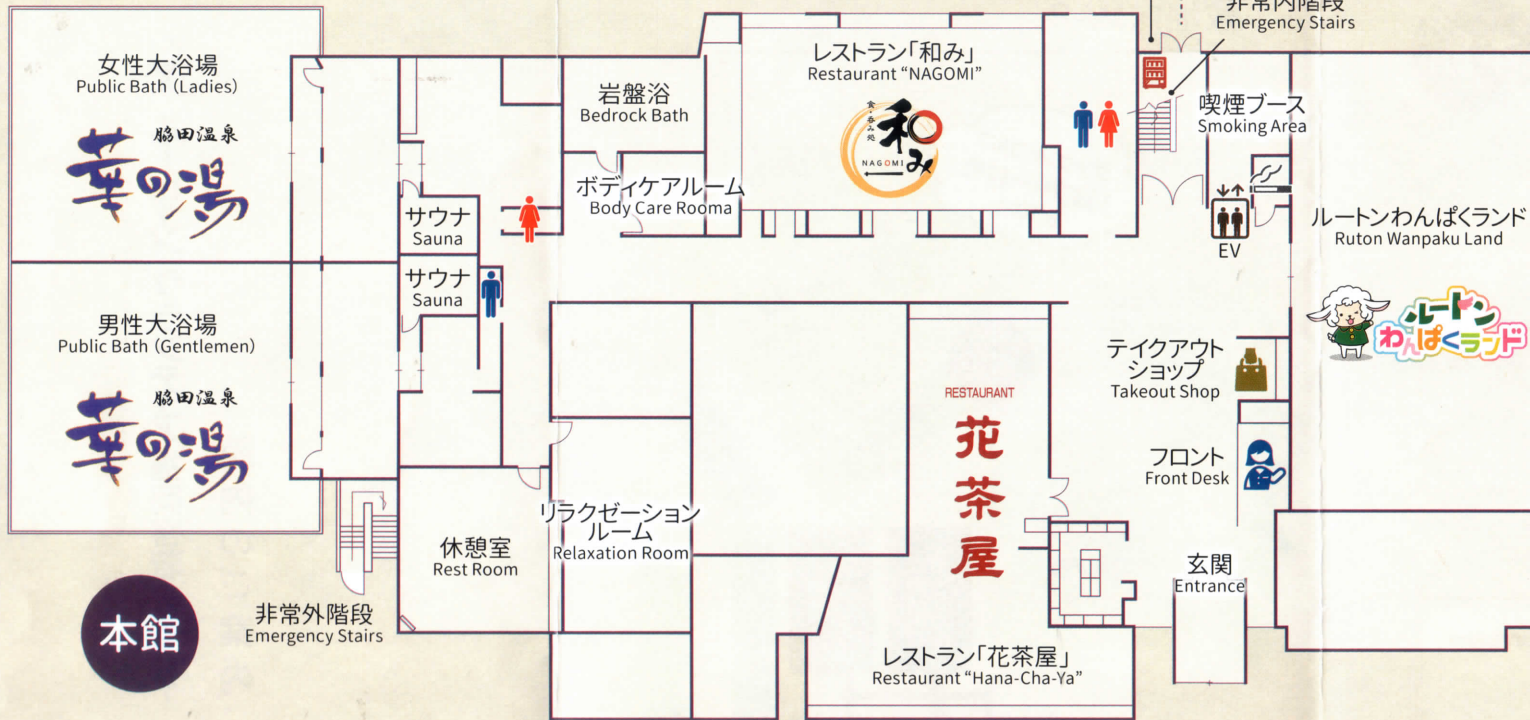 非常内階段
Emergency Stairs
女性大浴場
Public Bath (Ladies)
脇田温泉
華の湯
岩盤浴
Bedrock Bath
レストラン「和み」
Restaurant “NAGOMI”
食・呑み処
和み
NAGOMI
喫煙ブース
Smoking Area
ボディケアルーム
Body Care Rooma
サウナ
Sauna
EV
ルートンわんぱくランド
Ruton Wanpaku Land
ルートン
わんぱくランド
サウナ
Sauna
男性大浴場
Public Bath (Gentlemen)
脇田温泉
華の湯
テイクアウト
ショップ
Takeout Shop
RESTAURANT
花茶屋
フロント
Front Desk
リラクゼーション
ルーム
Relaxation Room
休憩室
Rest Room
玄関
Entrance
本館
非常外階段
Emergency Stairs
レストラン「花茶屋」
Restaurant “Hana-Cha-Ya”